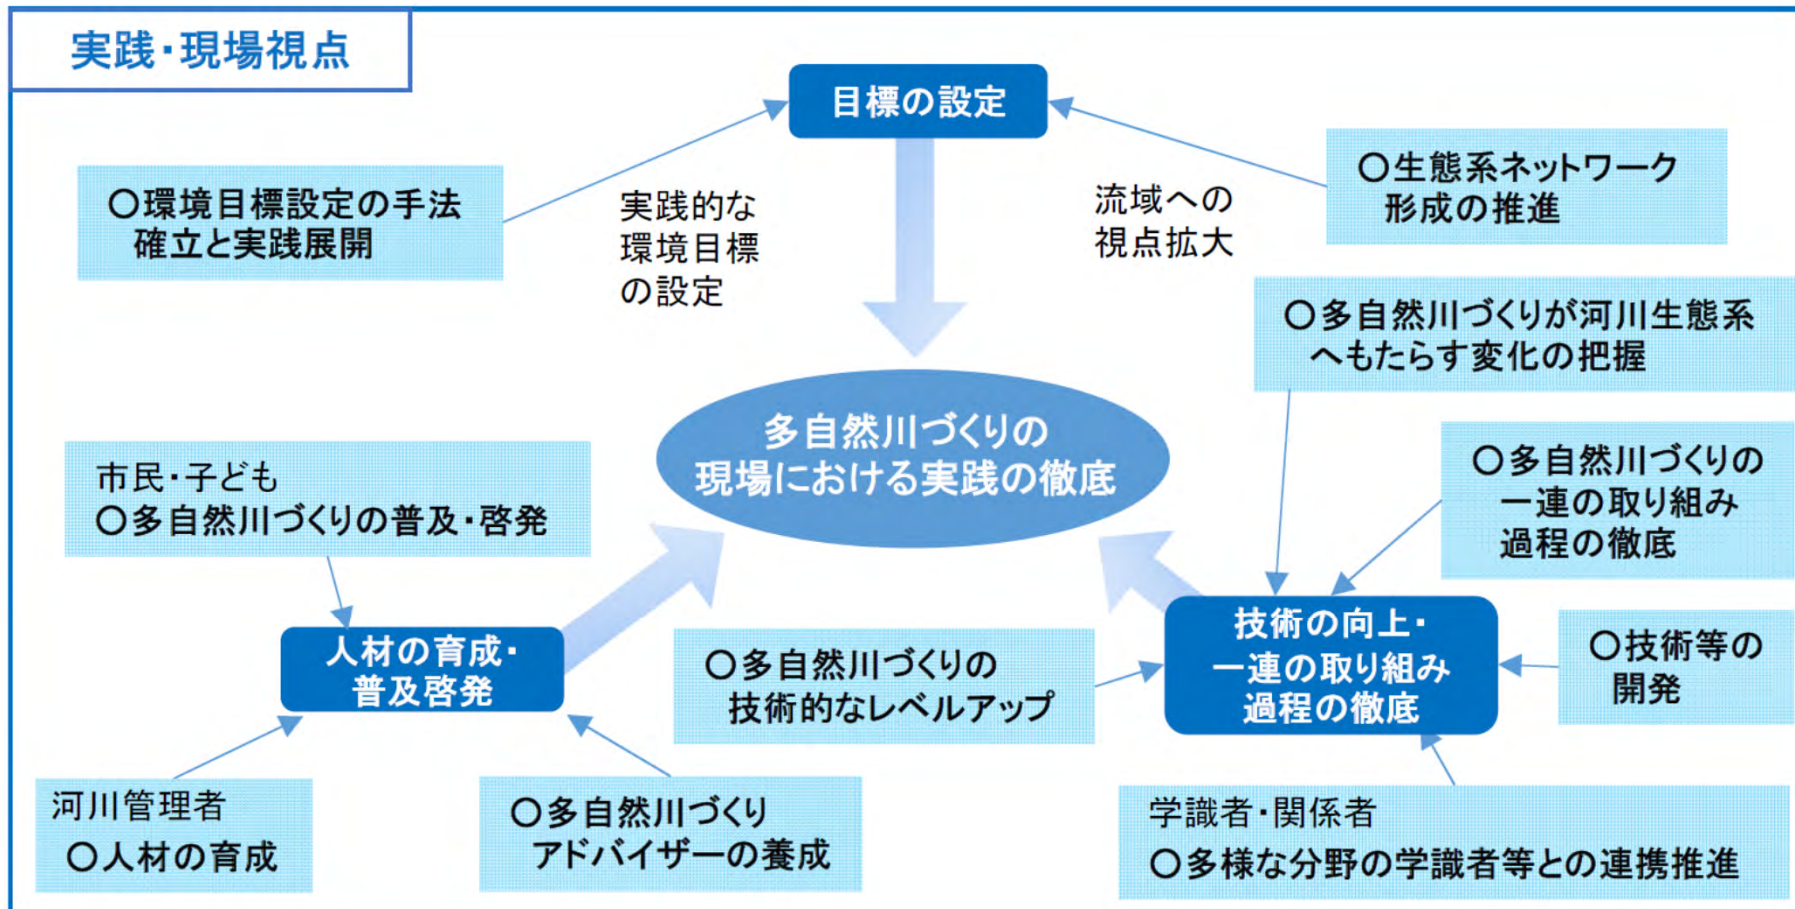 実践・現場視点
目標の設定
〇環境目標設定の手法
確立と実践展開
実践的な
環境目標
の設定
流域への
視点拡大
〇生態系ネットワーク
形成の推進
〇多自然川づくりが河川生態系
へもたらす変化の把握
多自然川づくりの
現場における実践の徹底
市民・子ども
〇多自然川づくりの普及・啓発
〇多自然川づくりの
一連の取り組み
過程の徹底
人材の育成・
普及啓発
〇多自然川づくりの
技術的なレベルアップ
技術の向上・
一連の取り組み
過程の徹底
〇技術等の
開発
河川管理者
〇人材の育成
〇多自然川づくり
アドバイザーの養成
学識者・関係者
〇多様な分野の学識者等との連携推進